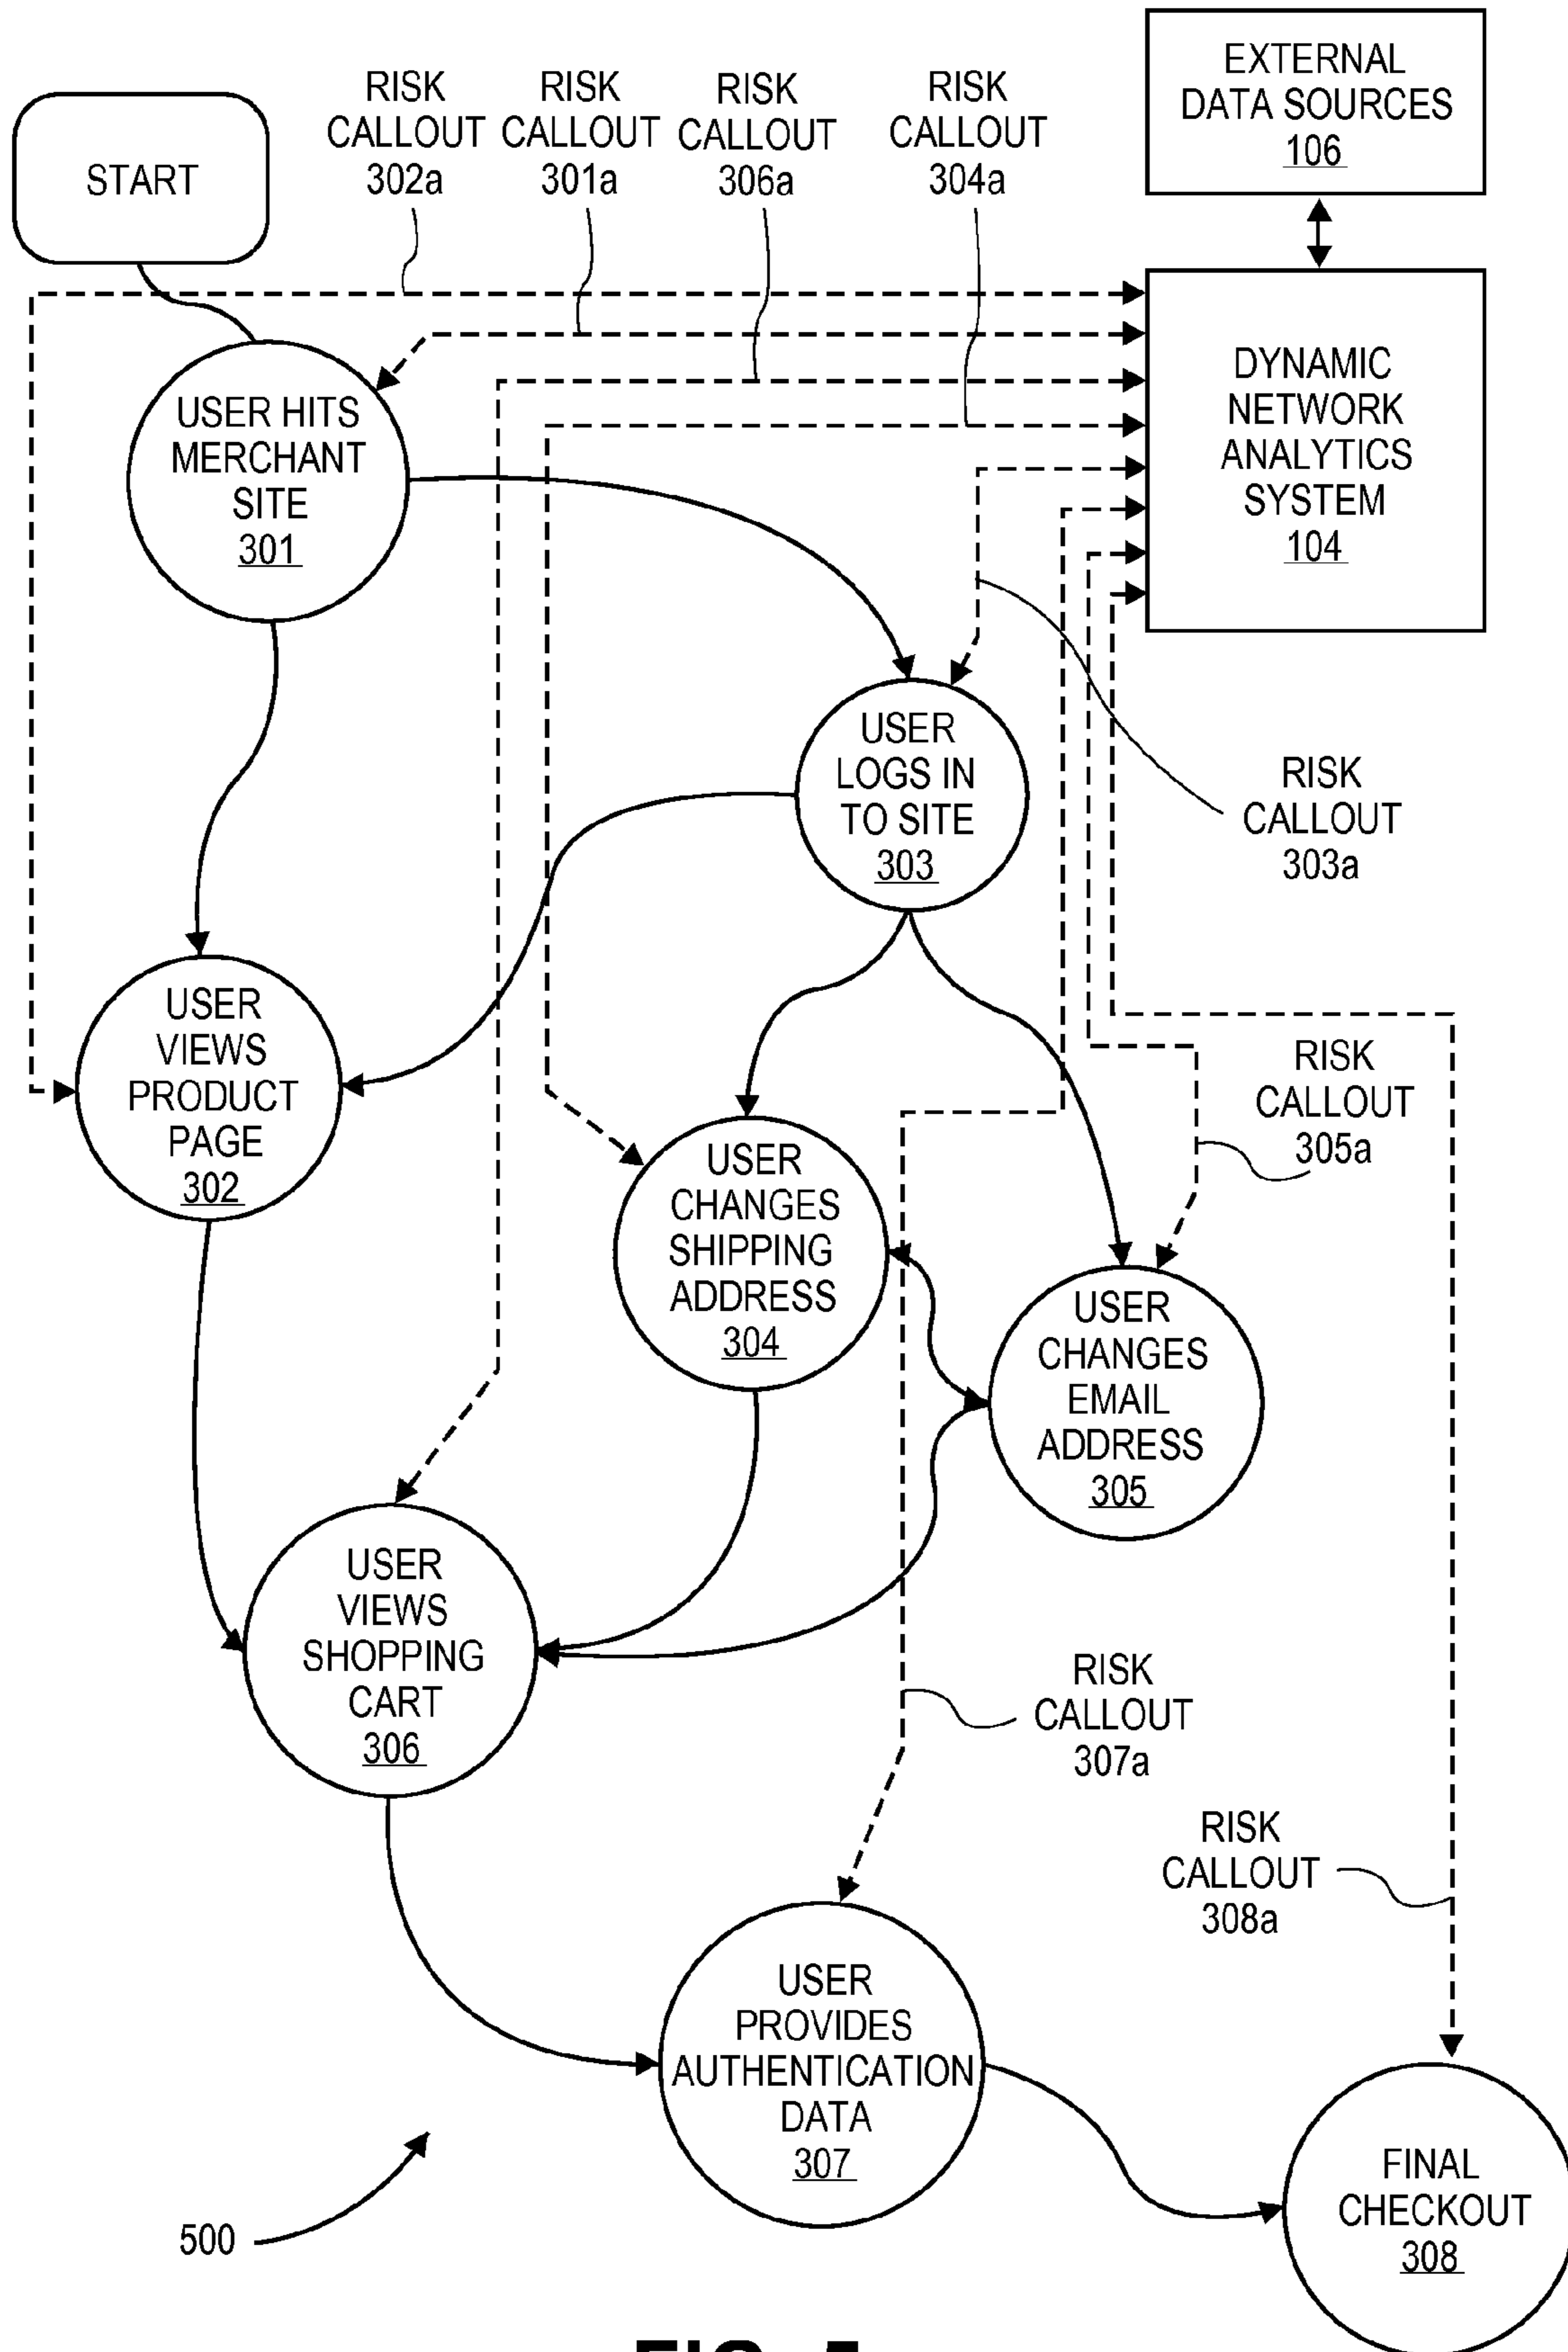 START
RISK
CALLOUT
302a
RISK
CALLOUT
301a
RISK
CALLOUT
306a
RISK
CALLOUT
304a
EXTERNAL
DATA SOURCES
106
DYNAMIC
NETWORK
ANALYTICS
SYSTEM
104
USER HITS
MERCHANT
SITE
301
USER
LOGS IN
TO SITE
303
RISK
CALLOUT
303a
USER
VIEWS
PRODUCT
PAGE
302
RISK
CALLOUT
305a
USER
CHANGES
SHIPPING
ADDRESS
304
USER
CHANGES
EMAIL
ADDRESS
305
USER
VIEWS
SHOPPING
CART
306
RISK
CALLOUT
307a
RISK
CALLOUT
308a
USER
PROVIDES
AUTHENTICATION
DATA
307
FINAL
CHECKOUT
308
500